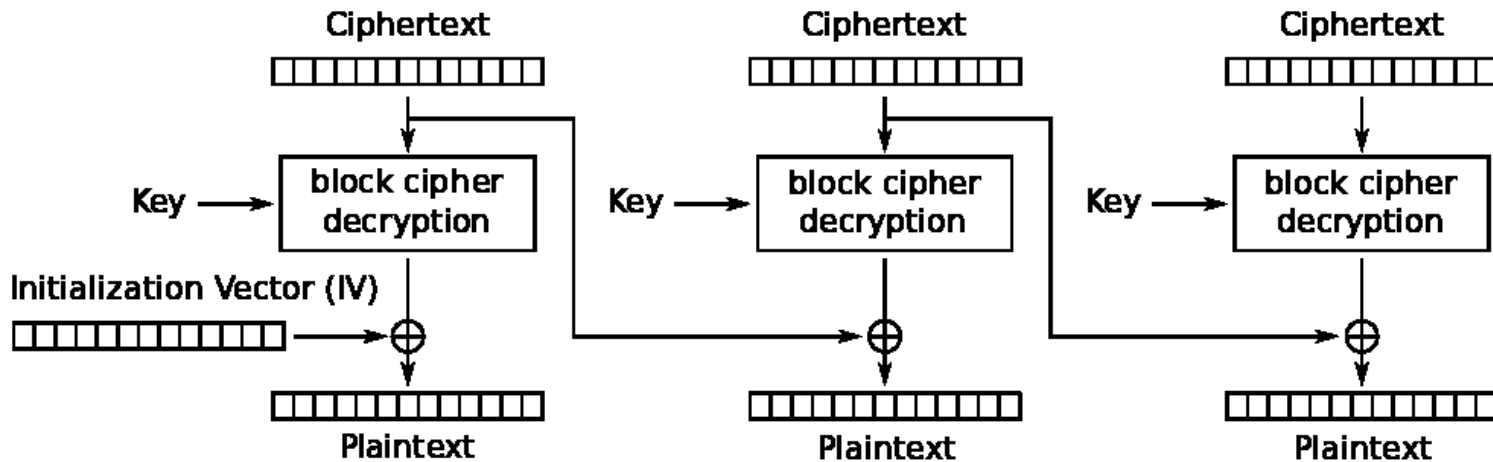 Ciphertext
Ciphertext
Ciphertext
Key
block cipher
decryption
Key
block cipher
decryption
Key
block cipher
decryption
Initialization Vector (IV)
Plaintext
Plaintext
Plaintext